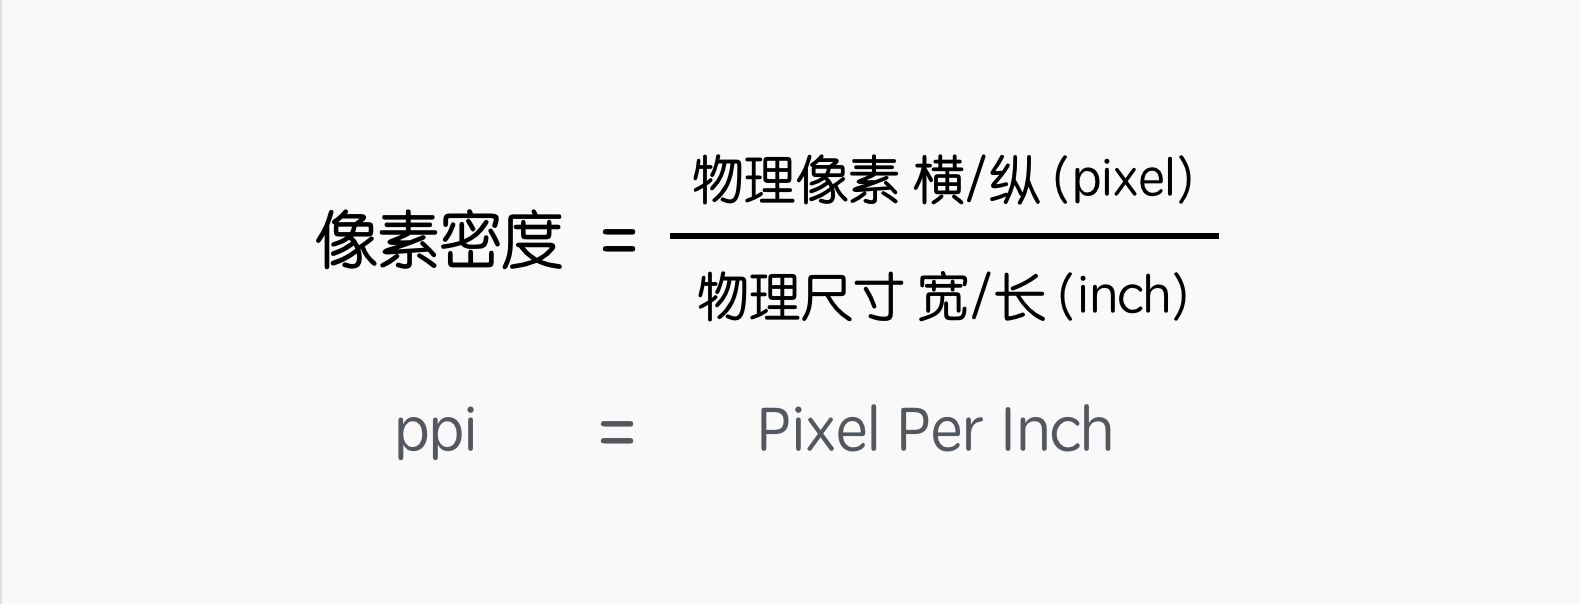 物理像素 横/纵 (pixel)
像素密度 =
物理尺寸 宽/长 (inch)
ppi = Pixel Per Inch